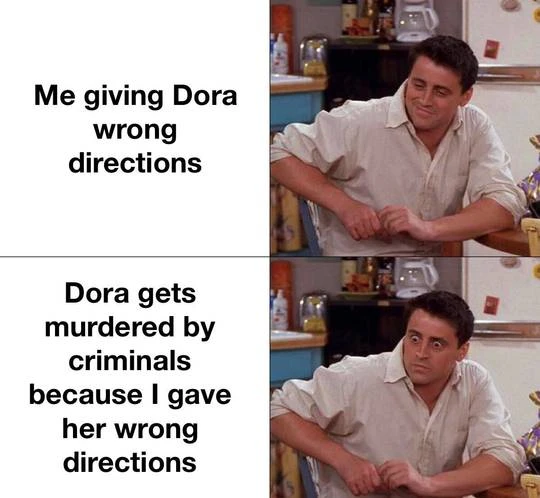 Me giving Dora
wrong
directions
Dora gets
murdered by
criminals
because I gave
her wrong
directions